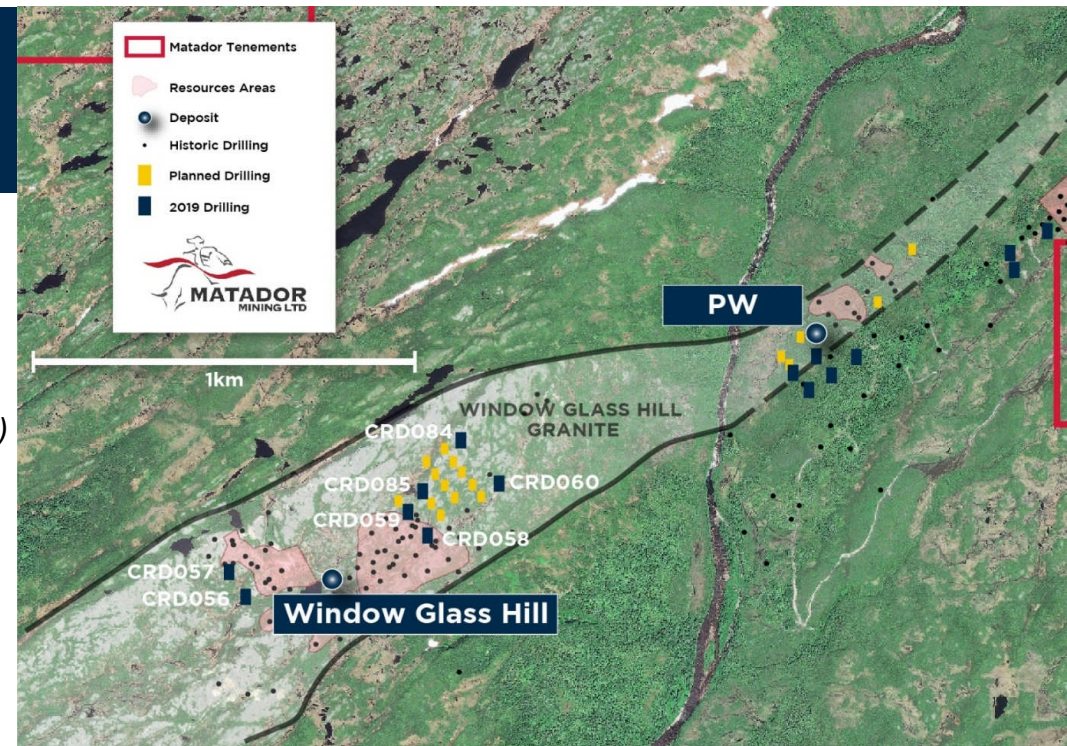 Matador Tenements
Resources Areas
Deposit
Historic Drilling
Planned Drilling
2019 Drilling
MATADOR
MINING LTD
1km
)
PW
WINDOW GLASS HILL
GRANITE
CRD084
CRD085
CRD060
CRD059
CRD058
CRD057
CRD056
Window Glass Hill